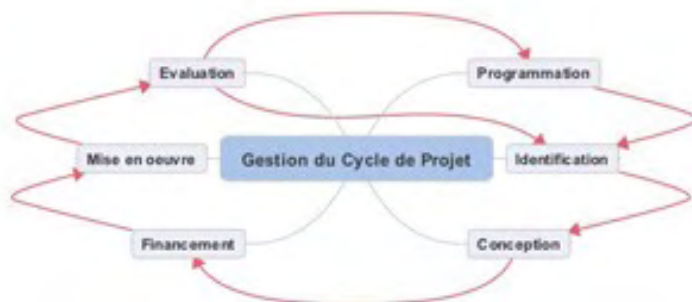 Evaluation
Programmation
Mise en oeuvre
Gestion du Cycle de Projet
Identification
Financement
Conception